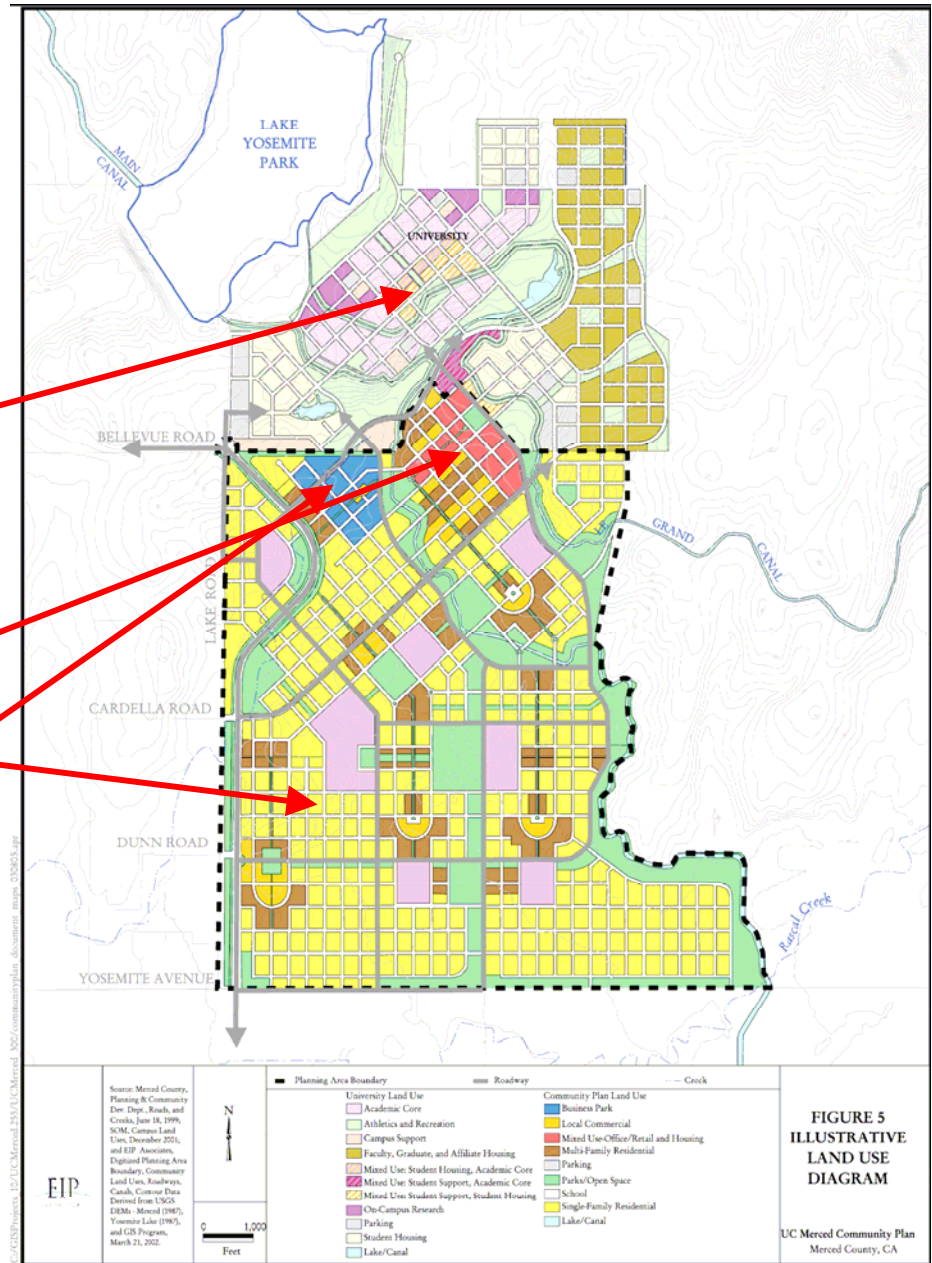 LAKE
YOSEMITE
PARK
MAIN
CANAL
UNIVERSITY
BELLEVUE ROAD
LE GRAND
CANAL
LAKE ROAD
CARDELLA ROAD
DUNN ROAD
Rascal Creek
YOSEMITE AVENUE
EIP
Source: Merced County,
Planning & Community
Dev. Dept., Roads, and
Creeks, June 18, 1999;
SOM, Campus Land
Uses, December 2001,
and EIP Associates,
Digitized Planning Area
Boundary, Community
Land Uses, Roadways,
Canals, Contour Data
Derived from USGS
DEMs - Merced (1987),
Yosemite Lake (1987),
and GIS Program,
March 21, 2002.
N
0 1,000
Feet
Planning Area Boundary
Roadway
Creek
University Land Use
Academic Core
Athletics and Recreation
Campus Support
Faculty, Graduate, and Affiliate Housing
Mixed Use: Student Housing, Academic Core
Mixed Use: Student Support, Academic Core
Mixed Use: Student Support, Student Housing
On-Campus Research
Parking
Student Housing
Lake/Canal
Community Plan Land Use
Business Park
Local Commercial
Mixed Use-Office/Retail and Housing
Multi-Family Residential
Parking
Parks/Open Space
School
Single-Family Residential
Lake/Canal
FIGURE 5
ILLUSTRATIVE
LAND USE
DIAGRAM
UC Merced Community Plan
Merced County, CA